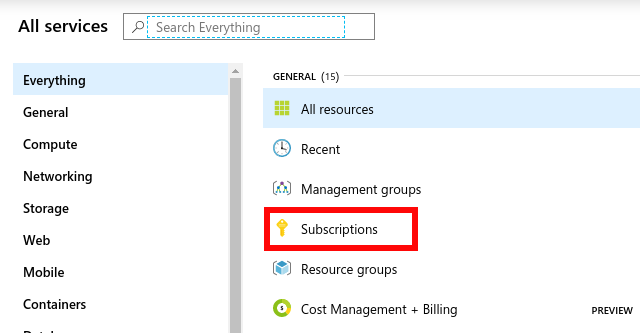 All services
Search Everything
Everything
General
Compute
Networking
Storage
Web
Mobile
Containers
GENERAL (15)
All resources
Recent
Management groups
Subscriptions
Resource groups
Cost Management + Billing
PREVIEW